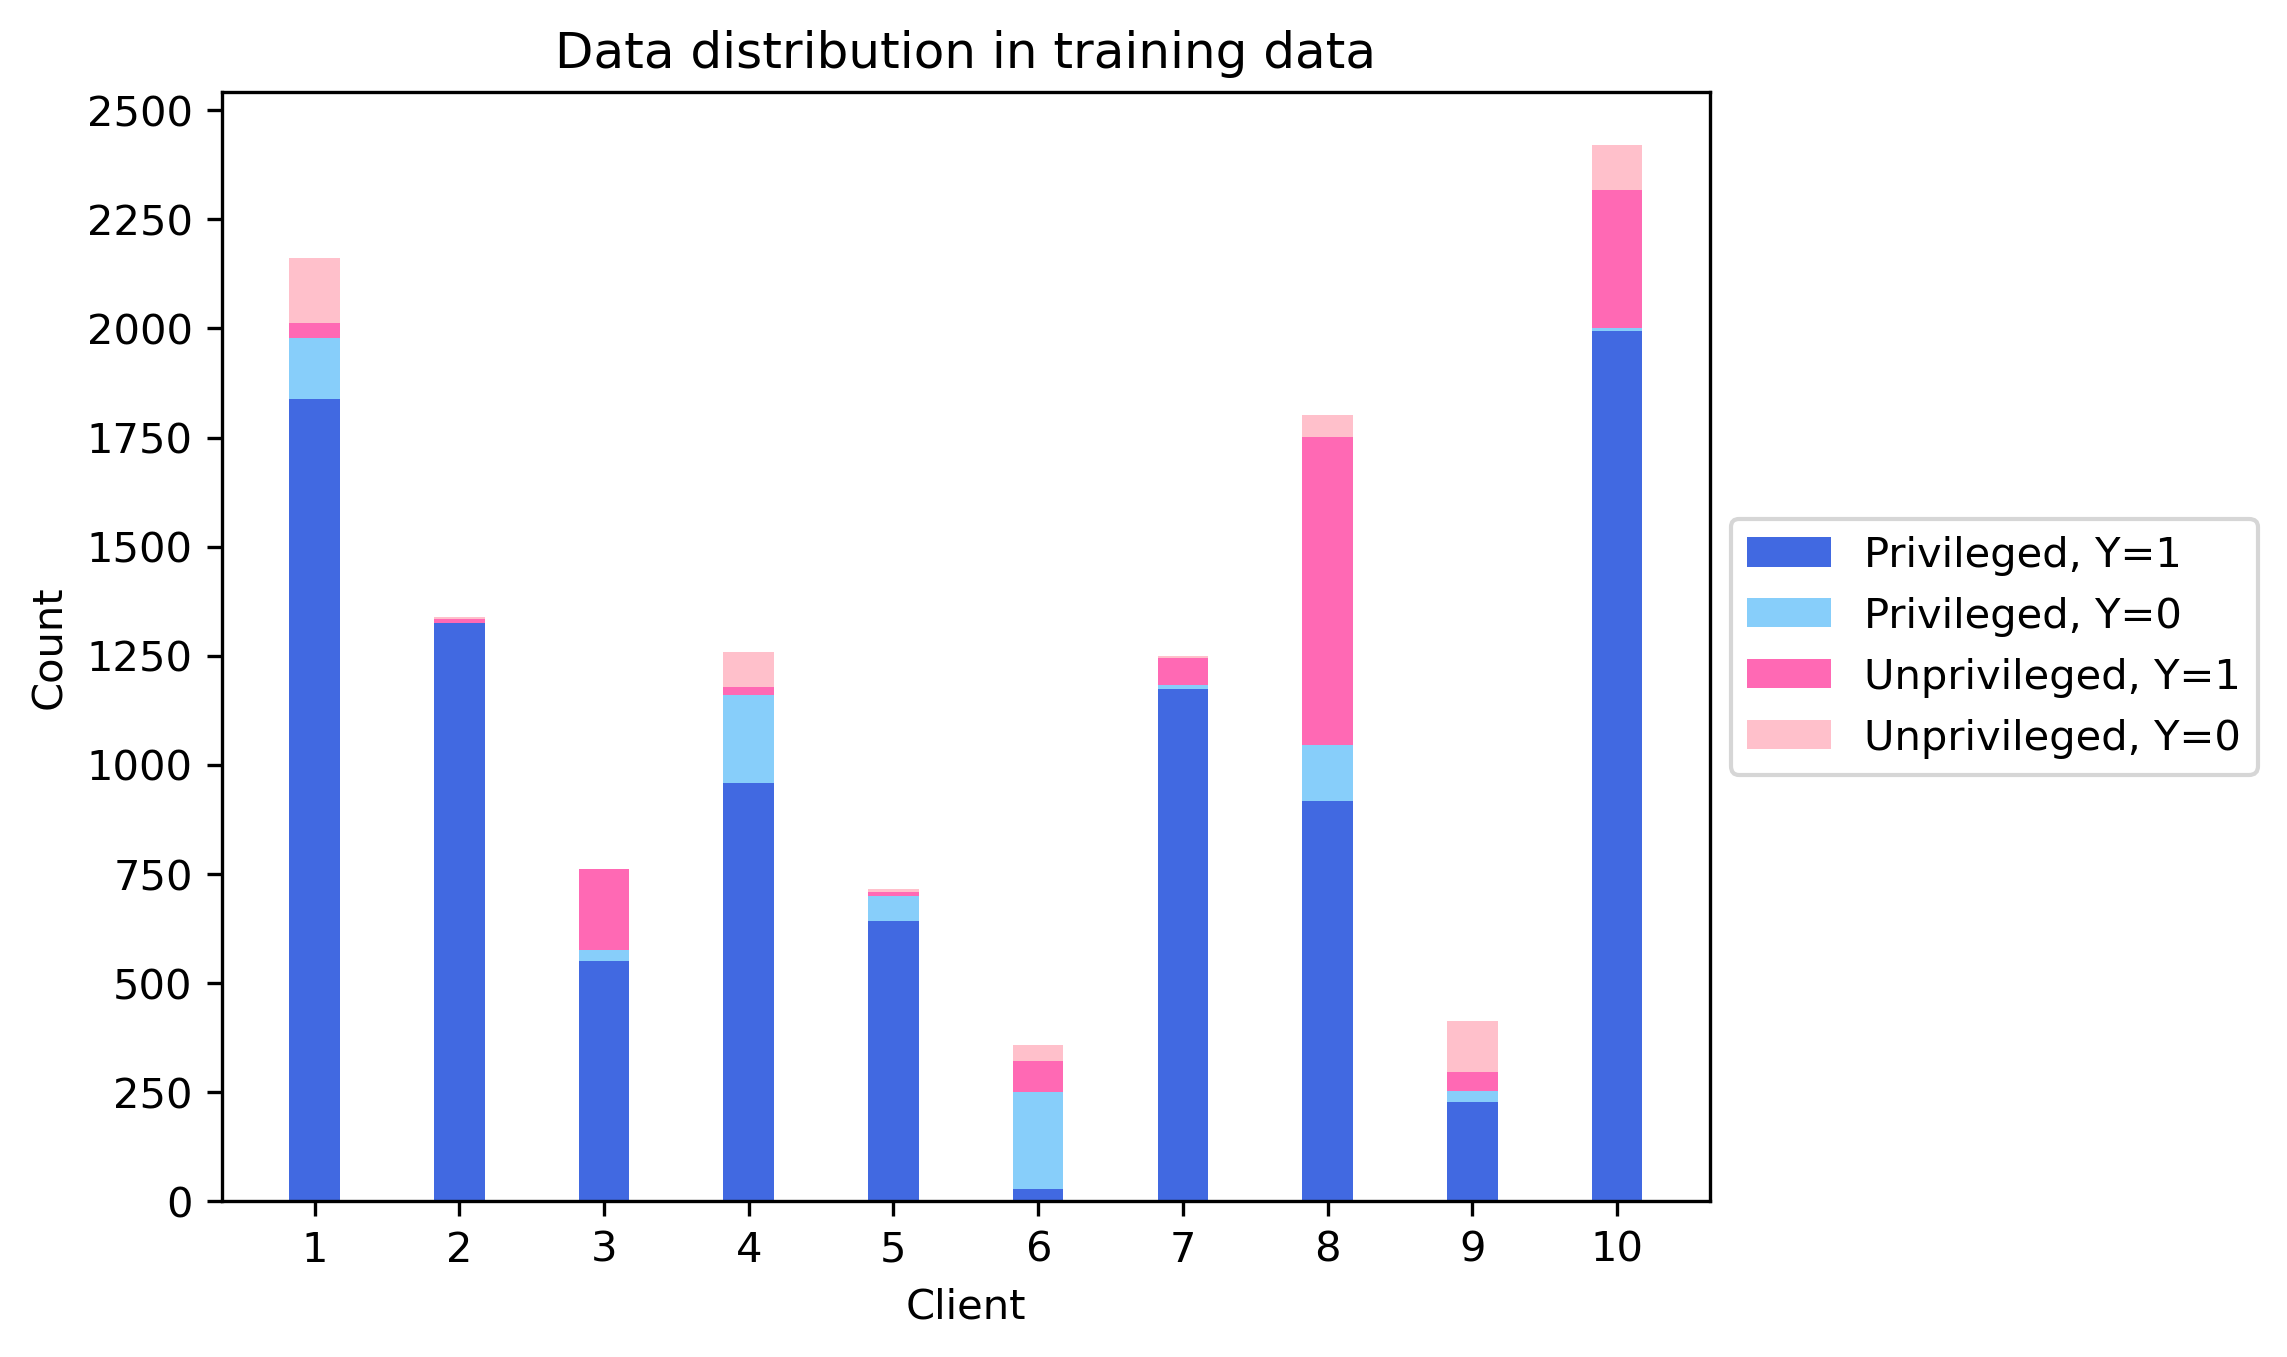 Data distribution in training data
2500
2250
2000
1750
1500
1250
1000
750
500
250
0
Count
1 2 3 4 5 6 7 8 9 10
Client
Privileged, Y=1
Privileged, Y=0
Unprivileged, Y=1
Unprivileged, Y=0